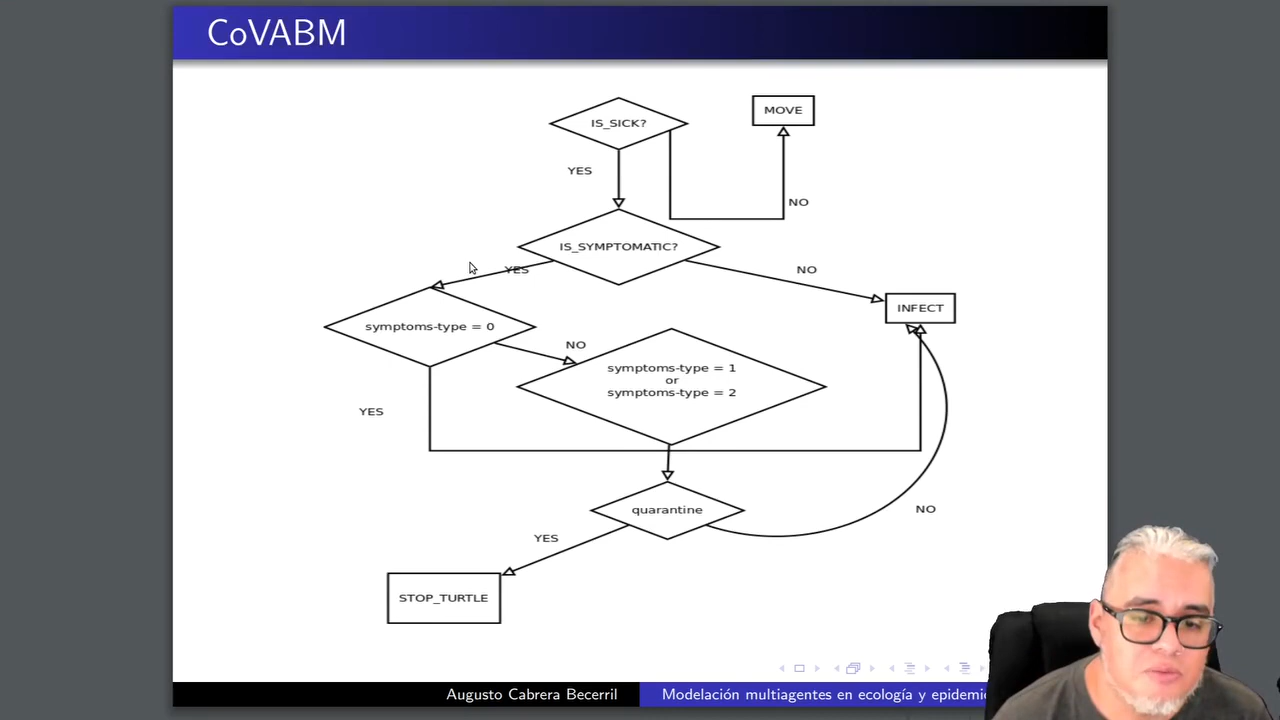 CoVABM
IS_SICK?
MOVE
YES
NO
IS_SYMPTOMATIC?
YES
NO
INFECT
symptoms-type = 0
NO
symptoms-type = 1
or
symptoms-type = 2
YES
quarantine
NO
YES
STOP_TURTLE
Augusto Cabrera Becerril
Modelación multiagentes en ecología y